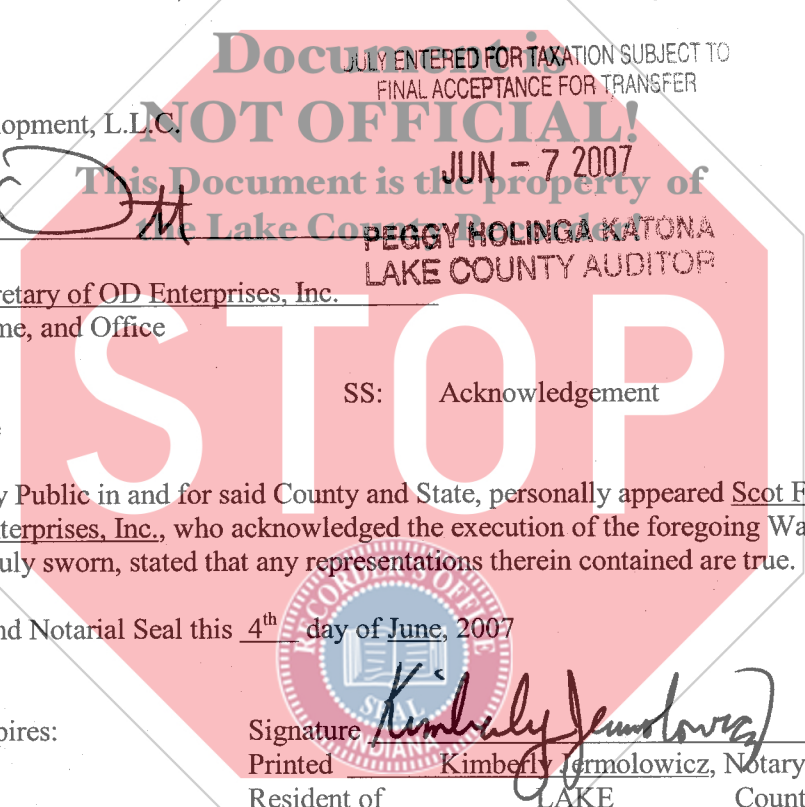 Document is
JULY ENTERED FOR TAXATION SUBJECT TO
FINAL ACCEPTANCE FOR TRANSFER
NOT OFFICIAL!
opment, L.L.C.
JUN - 7 2007
This Document is the property of
the Lake County Recorder!
PEGGY HOLINGA KATONA
LAKE COUNTY AUDITOR
retary of OD Enterprises, Inc.
me, and Office
STOP
SS: Acknowledgement
y Public in and for said County and State, personally appeared Scot F
terprises, Inc., who acknowledged the execution of the foregoing Wa
uly sworn, stated that any representations therein contained are true.
RECORDER'S OFFICE
SEAL
INDIANA
nd Notarial Seal this 4th day of June, 2007
pires:
Signature Kimberly Jermolowicz
Printed Kimberly Jermolowicz, Notary
Resident of LAKE Count